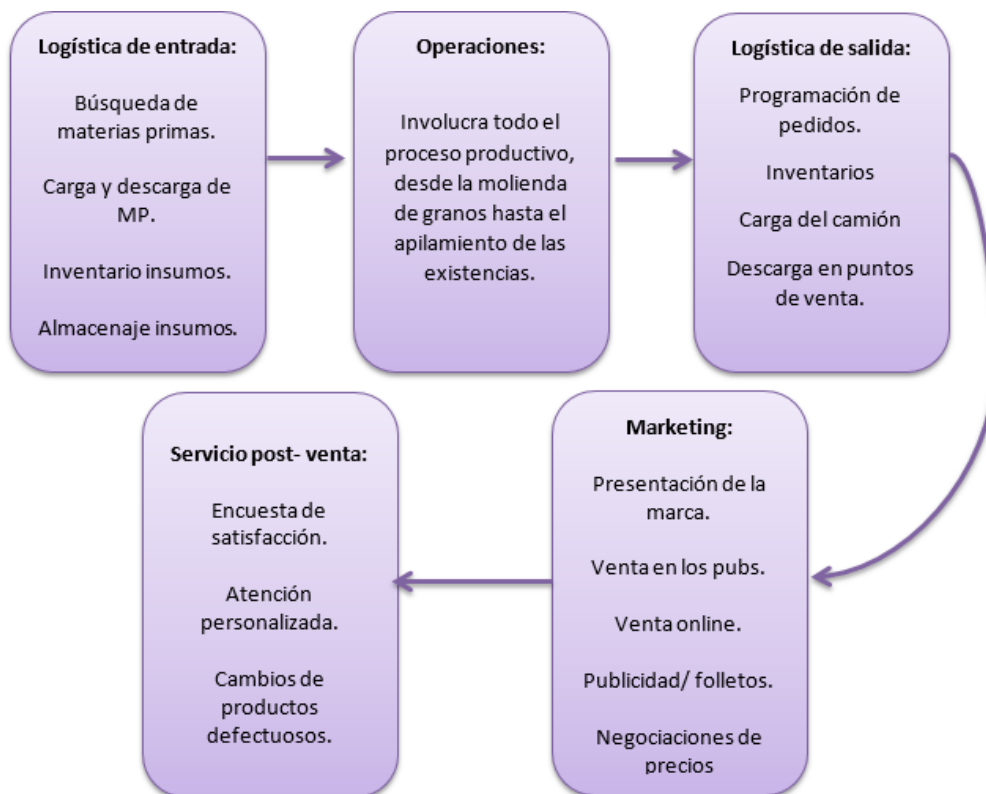 Logística de entrada:
Búsqueda de
materias primas.
Carga y descarga de
MP.
Inventario insumos.
Almacenaje insumos.
Operaciones:
Involucra todo el
proceso productivo,
desde la molienda
de granos hasta el
apilamiento de las
existencias.
Logística de salida:
Programación de
pedidos.
Inventarios
Carga del camión
Descarga en puntos
de venta.
Marketing:
Presentación de la
marca.
Venta en los pubs.
Venta online.
Publicidad/ folletos.
Negociaciones de
precios
Servicio post- venta:
Encuesta de
satisfacción.
Atención
personalizada.
Cambios de
productos
defectuosos.